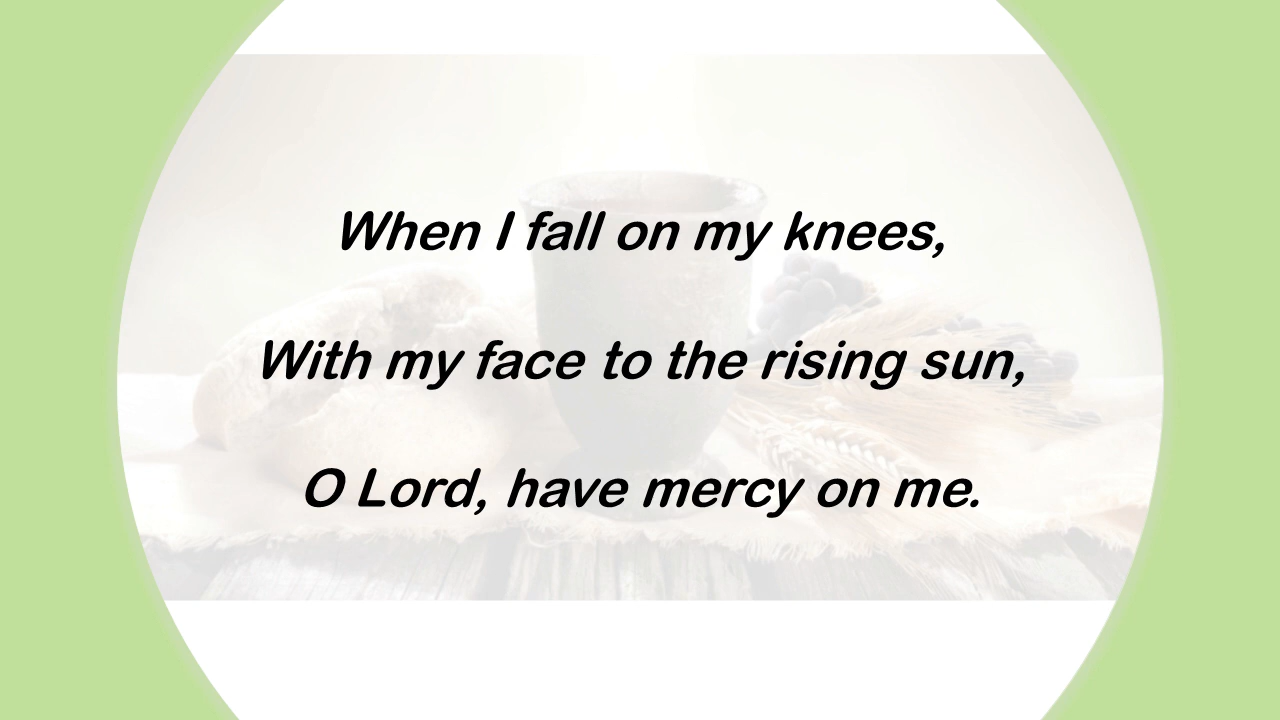 When I fall on my knees,
With my face to the rising sun,
O Lord, have mercy on me.